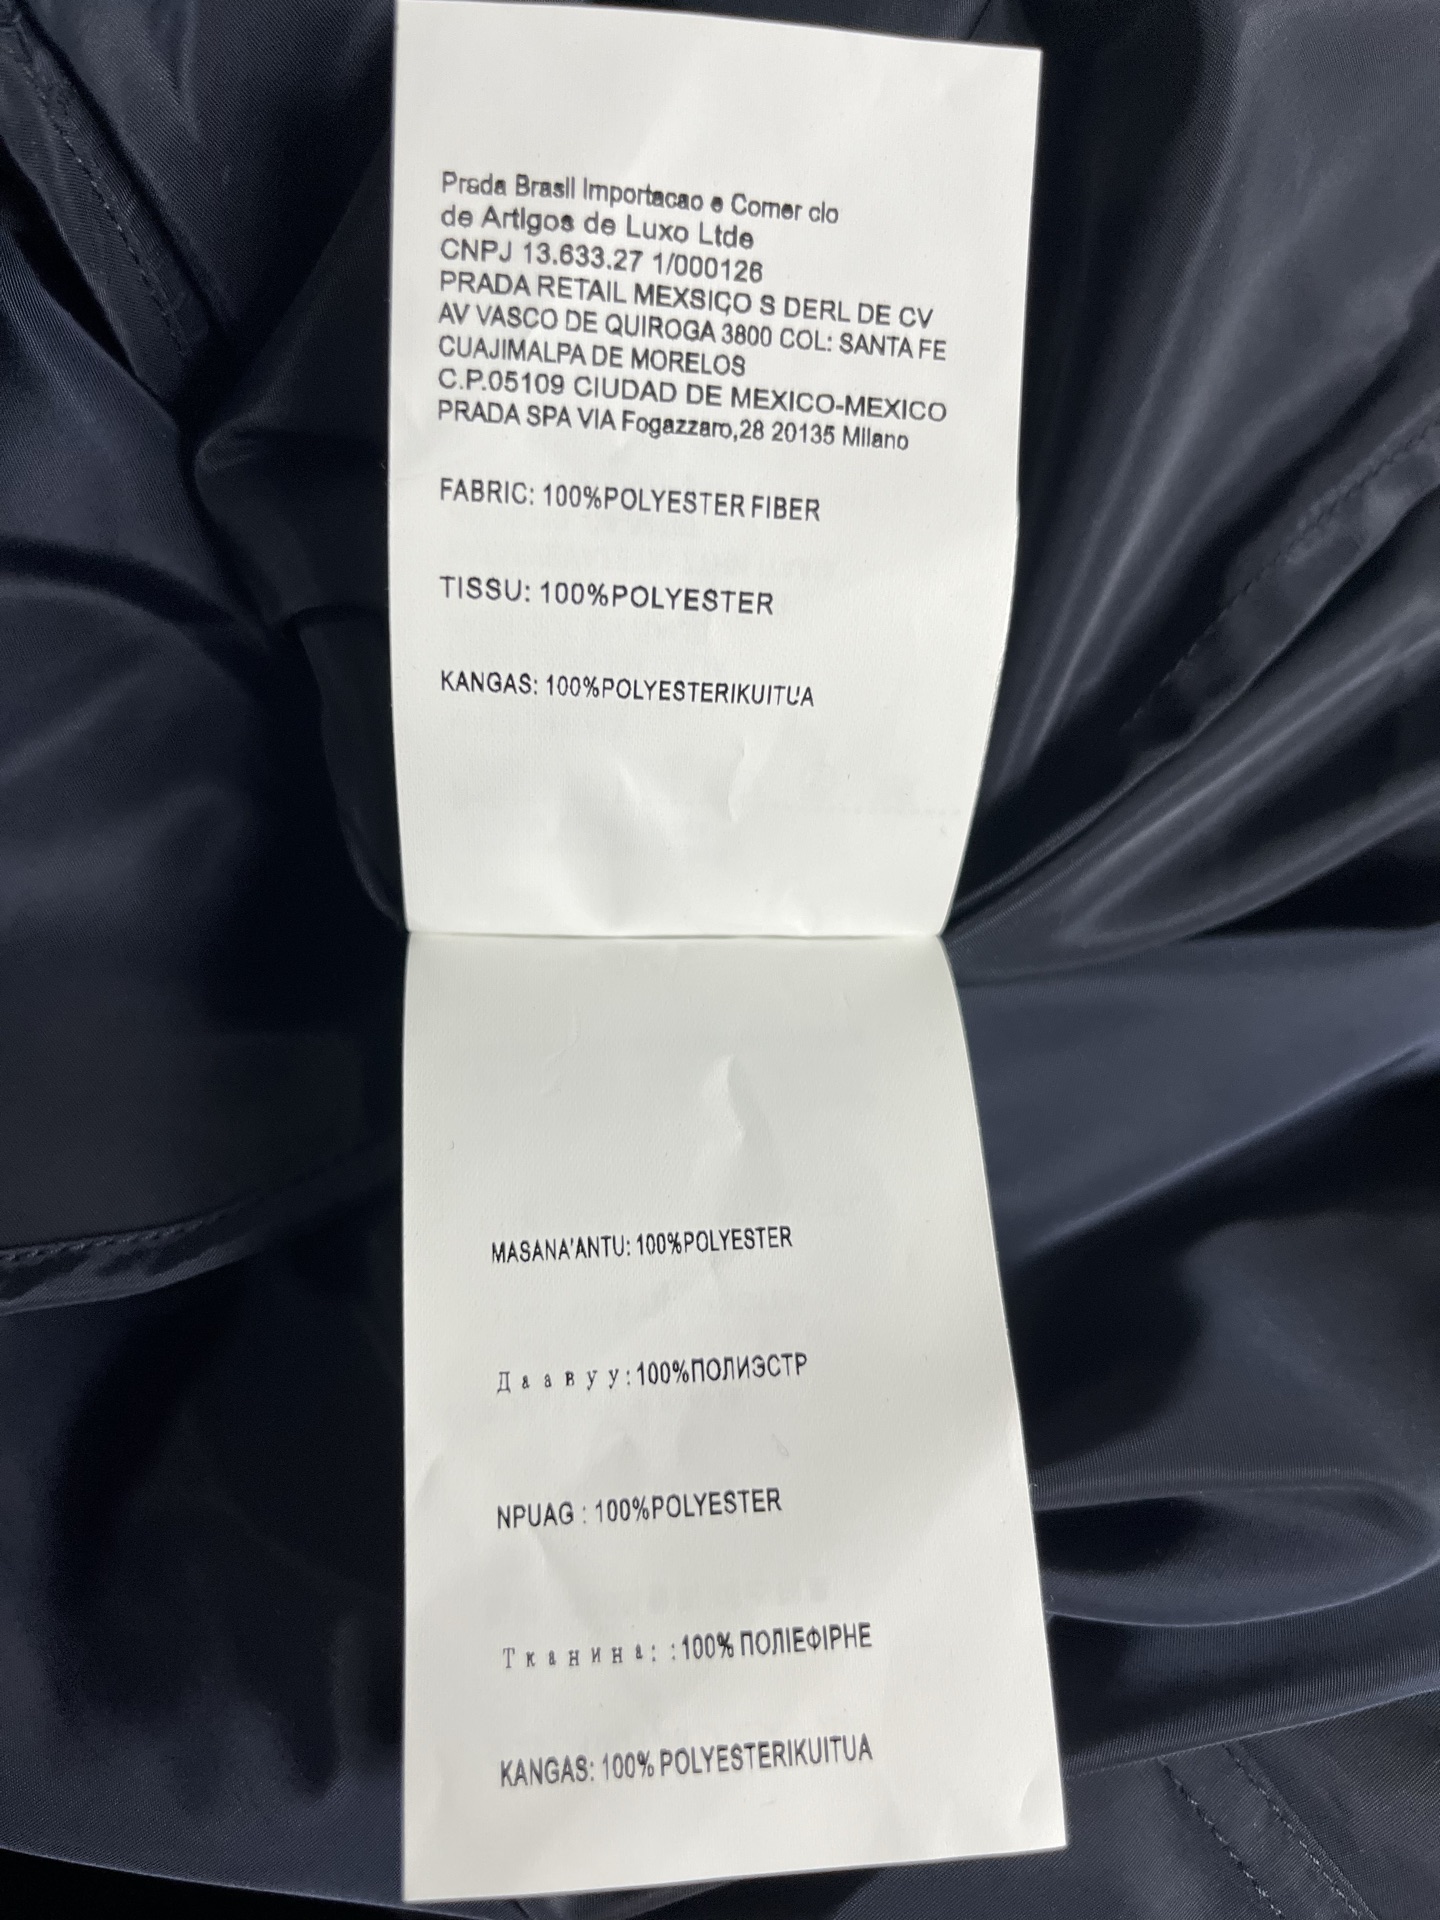 Prada Brasil Importacao e Comer cio
de Artigos de Luxo Ltde
CNPJ 13.633.27 1/000126
PRADA RETAIL MEXSIÇO S DERL DE CV
AV VASCO DE QUIROGA 3800 COL: SANTA FE
CUAJIMALPA DE MORELOS
C.P.05109 CIUDAD DE MEXICO-MEXICO
PRADA SPA VIA Fogazzaro,28 20135 Milano
FABRIC: 100%POLYESTER FIBER
TISSU: 100%POLYESTER
KANGAS: 100%POLYESTERIKUITUA
MASANA'ANTU: 100%POLYESTER
Даавуу:100%ПОЛИЭСТР
NPUAG : 100%POLYESTER
Тканина: :100% ПОЛІЕФІРНЕ
KANGAS: 100% POLYESTERIKUITUA